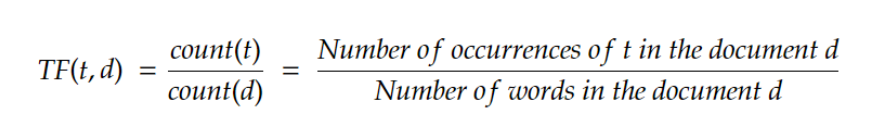 TF(t, d) = count(t) / count(d) = Number of occurrences of t in the document d / Number of words in the document d